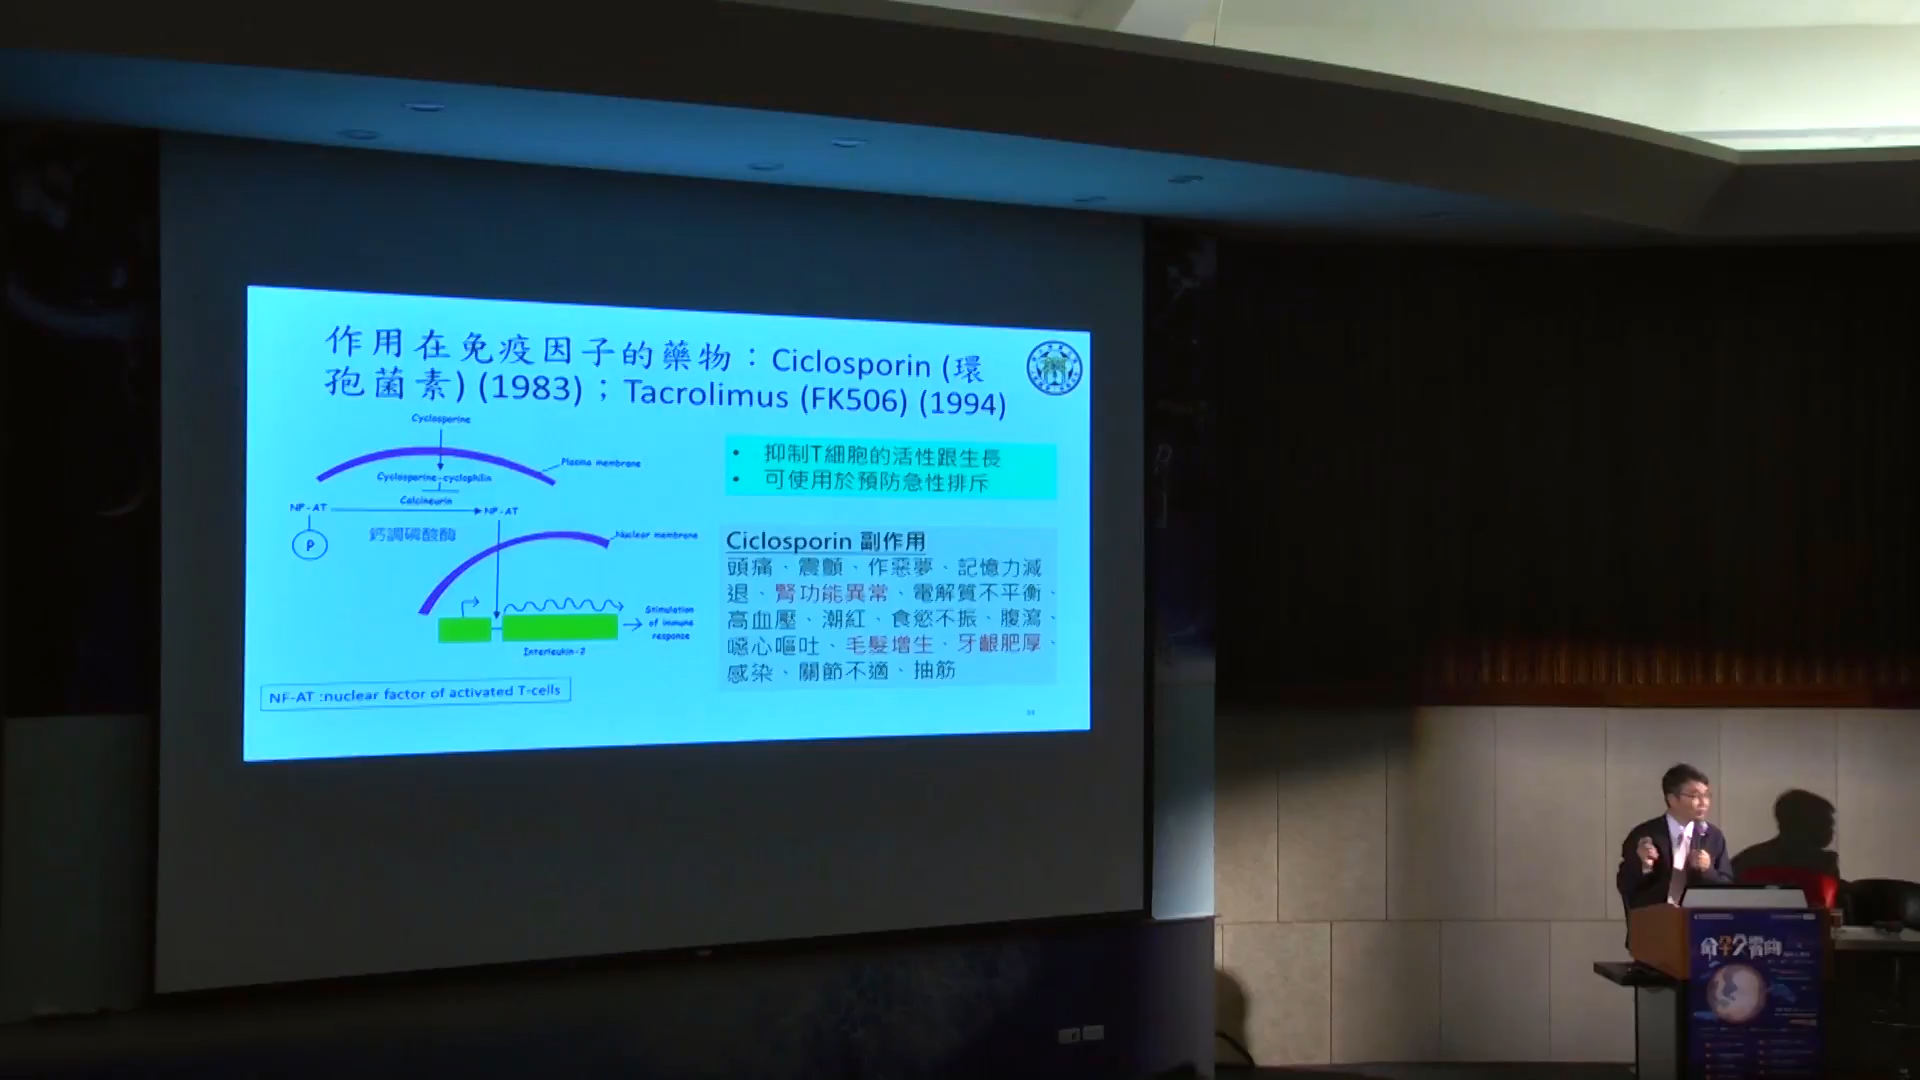 作用在免疫因子的藥物：Ciclosporin (環
孢菌素) (1983)；Tacrolimus (FK506) (1994)
Cyclosporine
Plasma membrane
Cyclosporine-cyclophilin
Calcineurin
NF-AT
NF-AT
鈣調磷酸酶
P
Nuclear membrane
Stimulation
of immune
response
Interleukin-2
NF-AT :nuclear factor of activated T-cells
• 抑制T細胞的活性跟生長
• 可使用於預防急性排斥
Ciclosporin 副作用
頭痛、震顫、作惡夢、記憶力減
退、腎功能異常、電解質不平衡、
高血壓、潮紅、食慾不振、腹瀉、
噁心嘔吐、毛髮增生、牙齦肥厚、
感染、關節不適、抽筋